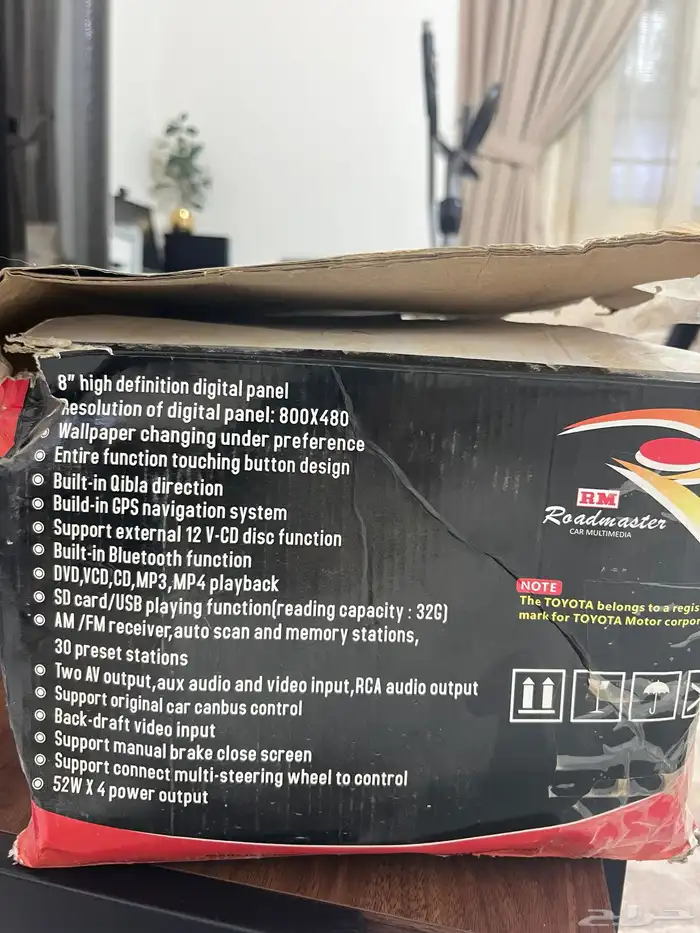 8" high definition digital panel
Resolution of digital panel: 800X480
Wallpaper changing under preference
Entire function touching button design
Built-in Qibla direction
Build-in GPS navigation system
Support external 12 V-CD disc function
Built-in Bluetooth function
DVD,VCD,CD,MP3,MP4 playback
SD card/USB playing function(reading capacity : 32G)
AM /FM receiver,auto scan and memory stations,
30 preset stations
Two AV output,aux audio and video input,RCA audio output
Support original car canbus control
Back-draft video input
Support manual brake close screen
Support connect multi-steering wheel to control
52W X 4 power output
RM
Roadmaster
CAR MULTIMEDIA
NOTE
The TOYOTA belongs to a regis
mark for TOYOTA Motor corpor
حراج